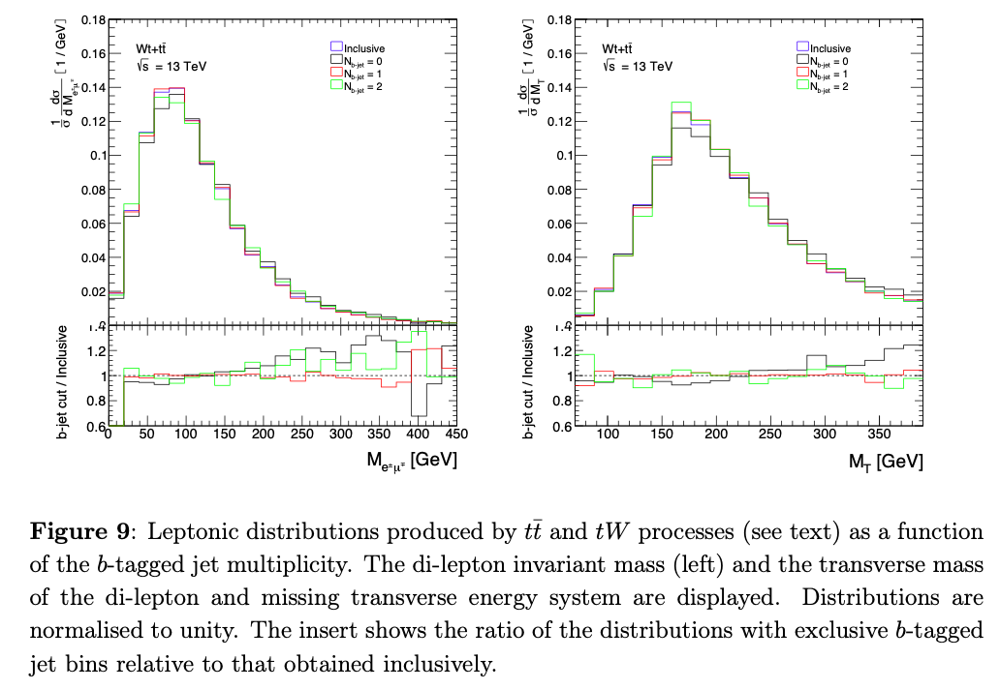 1/σ dσ/d M_e±μ∓ [ 1 / GeV ]
0.18
0.16
0.14
0.12
0.1
0.08
0.06
0.04
0.02
0
Wt+tt̄
√s = 13 TeV
Inclusive
N_b-jet = 0
N_b-jet = 1
N_b-jet = 2
b-jet cut / Inclusive
1.4
1.2
1
0.8
0.6
0 50 100 150 200 250 300 350 400 450
M_e±μ∓ [GeV]
1/σ dσ/d M_T [ 1 / GeV ]
0.18
0.16
0.14
0.12
0.1
0.08
0.06
0.04
0.02
0
Wt+tt̄
√s = 13 TeV
Inclusive
N_b-jet = 0
N_b-jet = 1
N_b-jet = 2
b-jet cut / Inclusive
1.4
1.2
1
0.8
0.6
100 150 200 250 300 350
M_T [GeV]
Figure 9: Leptonic distributions produced by tt̄ and tW processes (see text) as a function
of the b-tagged jet multiplicity. The di-lepton invariant mass (left) and the transverse mass
of the di-lepton and missing transverse energy system are displayed. Distributions are
normalised to unity. The insert shows the ratio of the distributions with exclusive b-tagged
jet bins relative to that obtained inclusively.